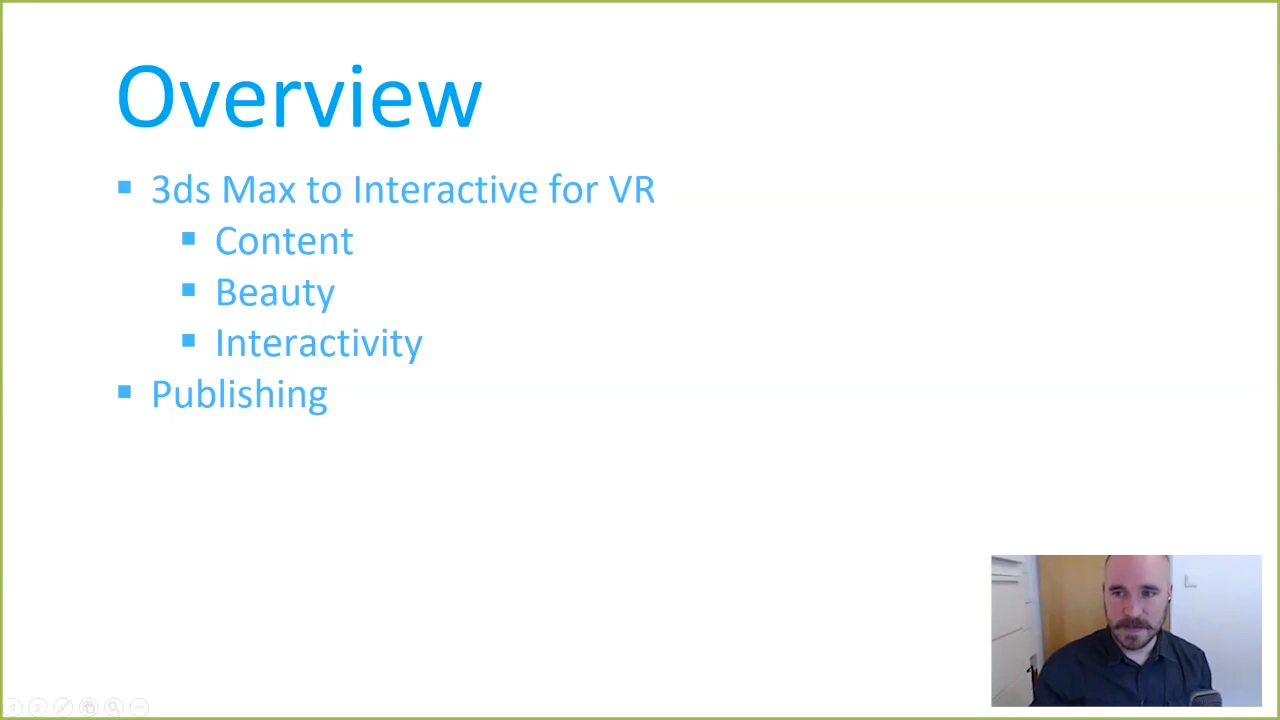 Overview
3ds Max to Interactive for VR
Content
Beauty
Interactivity
Publishing